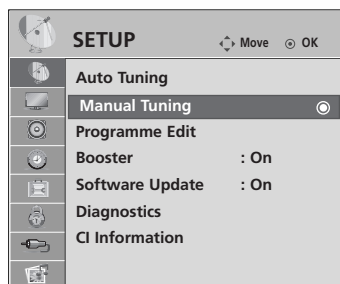 SETUP Move OK
Auto Tuning
Manual Tuning
Programme Edit
Booster : On
Software Update : On
Diagnostics
CI Information